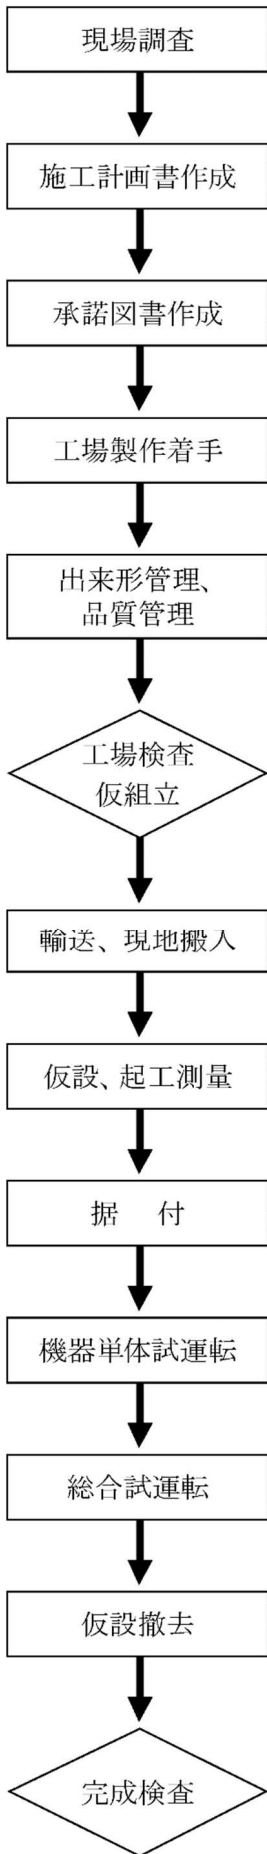 現場調査
施工計画書作成
承諾図書作成
工場製作着手
出来形管理、
品質管理
工場検査
仮組立
輸送、現地搬入
仮設、起工測量
据　付
機器単体試運転
総合試運転
仮設撤去
完成検査